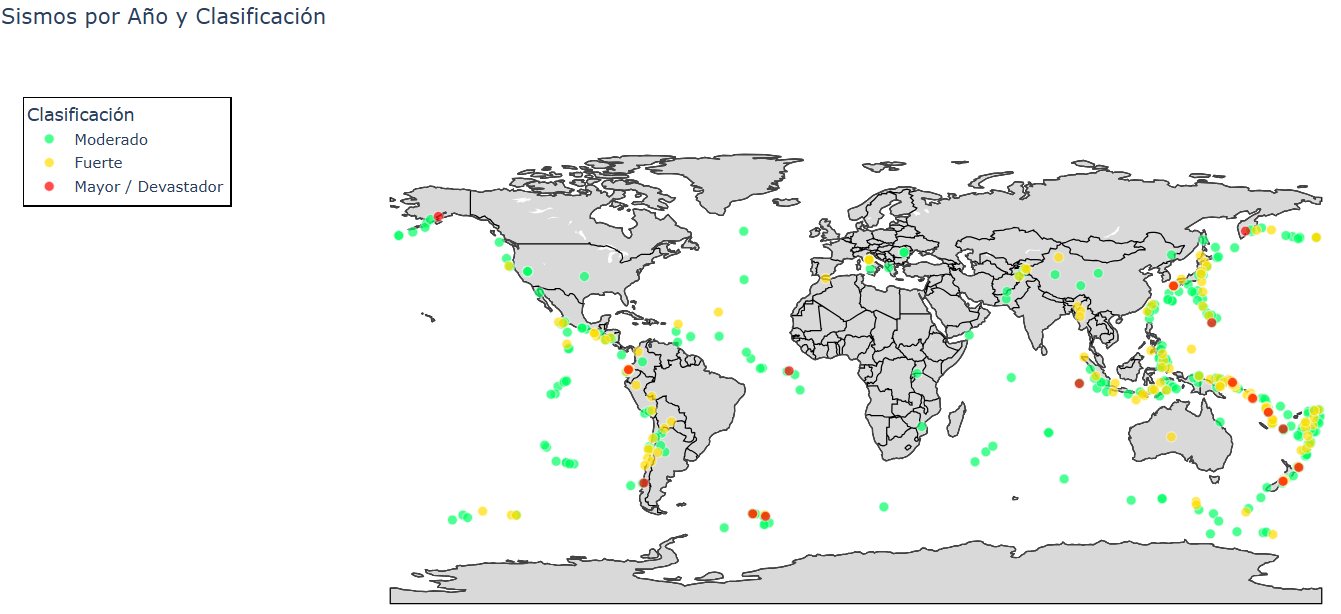 Sismos por Año y Clasificación
Clasificación
Moderado
Fuerte
Mayor / Devastador